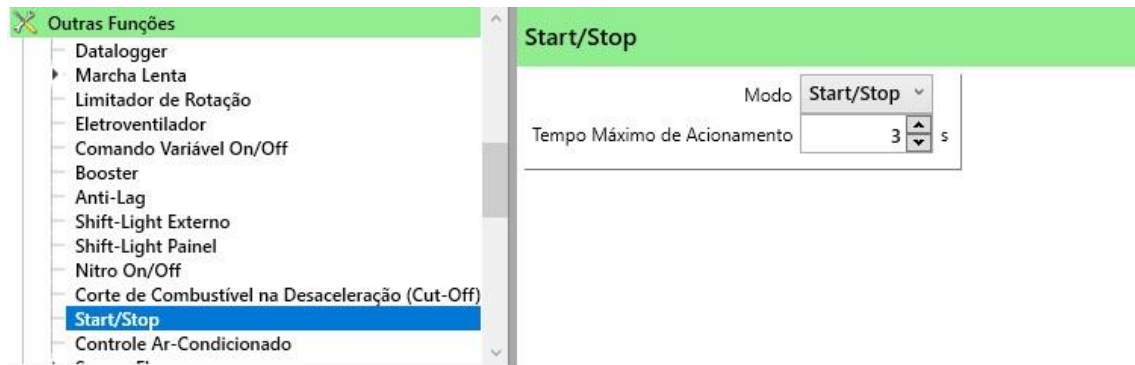 Outras Funções
Datalogger
Marcha Lenta
Limitador de Rotação
Eletroventilador
Comando Variável On/Off
Booster
Anti-Lag
Shift-Light Externo
Shift-Light Painel
Nitro On/Off
Corte de Combustível na Desaceleração (Cut-Off)
Start/Stop
Controle Ar-Condicionado
Start/Stop
Modo Start/Stop
Tempo Máximo de Acionamento 3 s